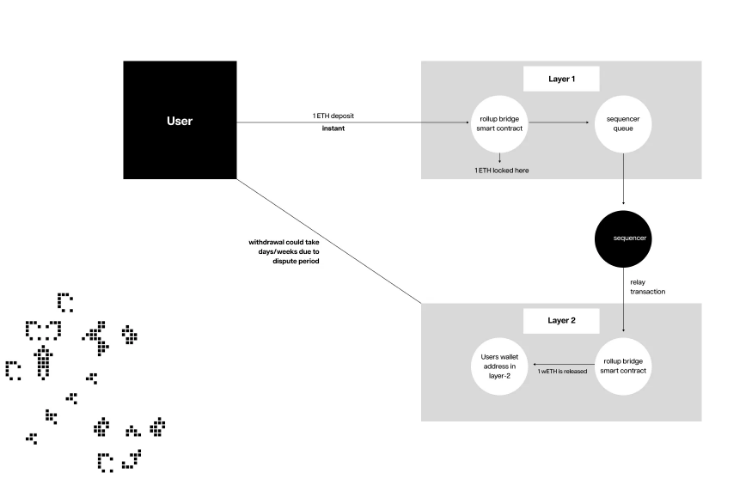 Layer 1
User
1 ETH deposit
instant
rollup bridge
smart contract
sequencer
queue
1 ETH locked here
sequencer
withdrawal could take
days/weeks due to
dispute period
relay
transaction
Layer 2
Users wallet
address in
layer-2
1 wETH is released
rollup bridge
smart contract